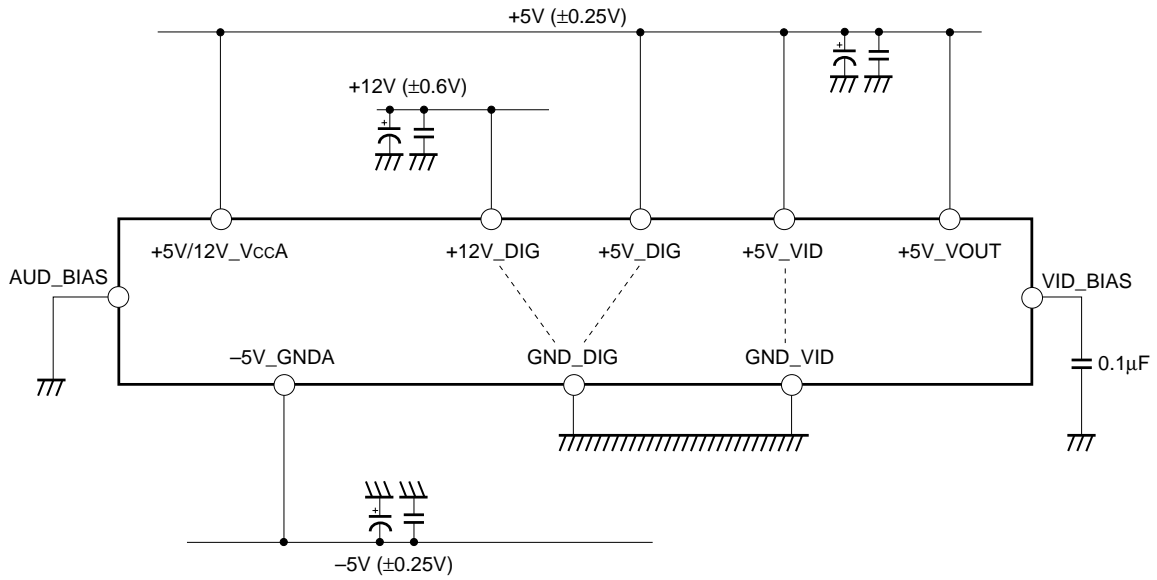 +5V (±0.25V)
+
+12V (±0.6V)
+
+5V/12V_VCCA
+12V_DIG
+5V_DIG
+5V_VID
+5V_VOUT
AUD_BIAS
VID_BIAS
–5V_GNDA
GND_DIG
GND_VID
0.1µF
+
–5V (±0.25V)